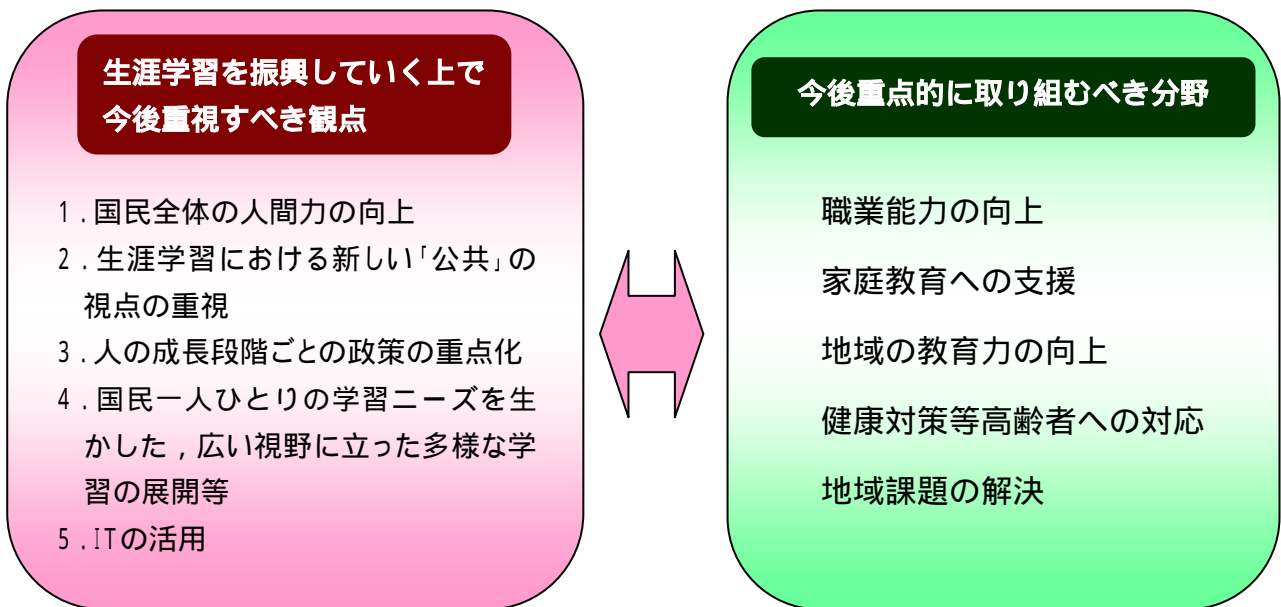 生涯学習を振興していく上で
今後重視すべき観点
1．国民全体の人間力の向上
2．生涯学習における新しい「公共」の
視点の重視
3．人の成長段階ごとの政策の重点化
4．国民一人ひとりの学習ニーズを生
かした，広い視野に立った多様な学
習の展開等
5．ITの活用
今後重点的に取り組むべき分野
職業能力の向上
家庭教育への支援
地域の教育力の向上
健康対策等高齢者への対応
地域課題の解決